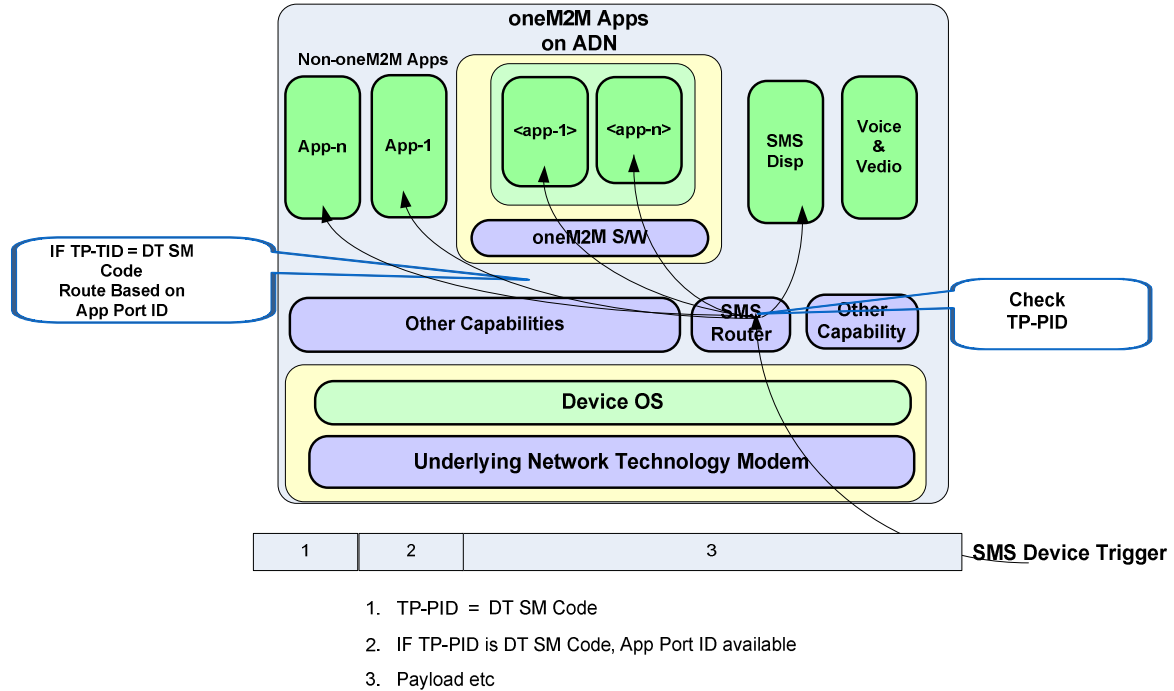 oneM2M Apps
on ADN
Non-oneM2M Apps
App-n
App-1
<app-1>
<app-n>
SMS
Disp
Voice
&
Vedio
oneM2M S/W
IF TP-TID = DT SM
Code
Route Based on
App Port ID
Other Capabilities
SMS
Router
Other
Capability
Check
TP-PID
Device OS
Underlying Network Technology Modem
1
2
3
SMS Device Trigger
1. TP-PID = DT SM Code
2. IF TP-PID is DT SM Code, App Port ID available
3. Payload etc